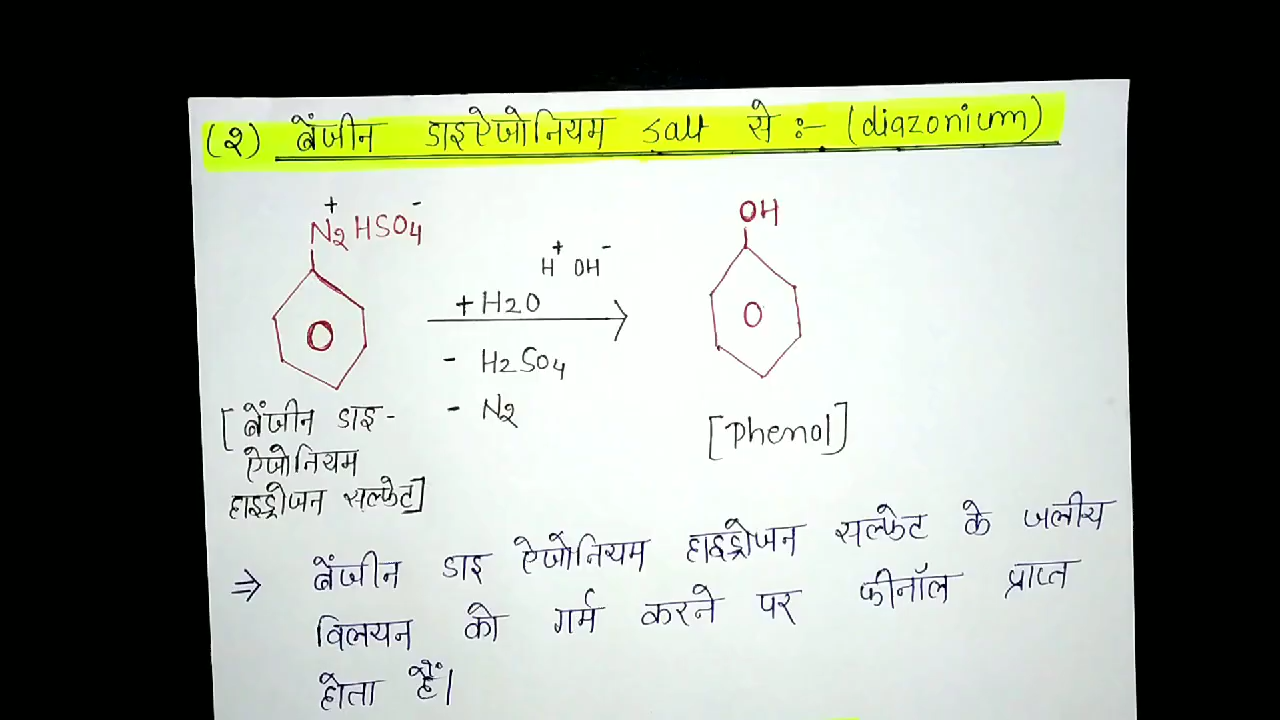 (२) बेंजीन डाइऐजोनियम salt से :- (diazonium)
+ -
N2 HSO4
OH
H+ OH-
+H2O
- H2SO4
- N2
[बेंजीन डाइ-
ऐजोनियम
हाइड्रोजन सल्फेट]
[Phenol]
⇒ बेंजीन डाइ ऐजोनियम हाइड्रोजन सल्फेट के जलीय
विलयन को गर्म करने पर फीनॉल प्राप्त
होता हैं।